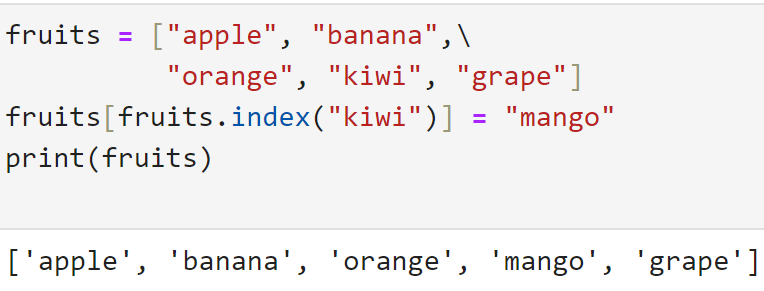 fruits = ["apple", "banana",\
"orange", "kiwi", "grape"]
fruits[fruits.index("kiwi")] = "mango"
print(fruits)
['apple', 'banana', 'orange', 'mango', 'grape']